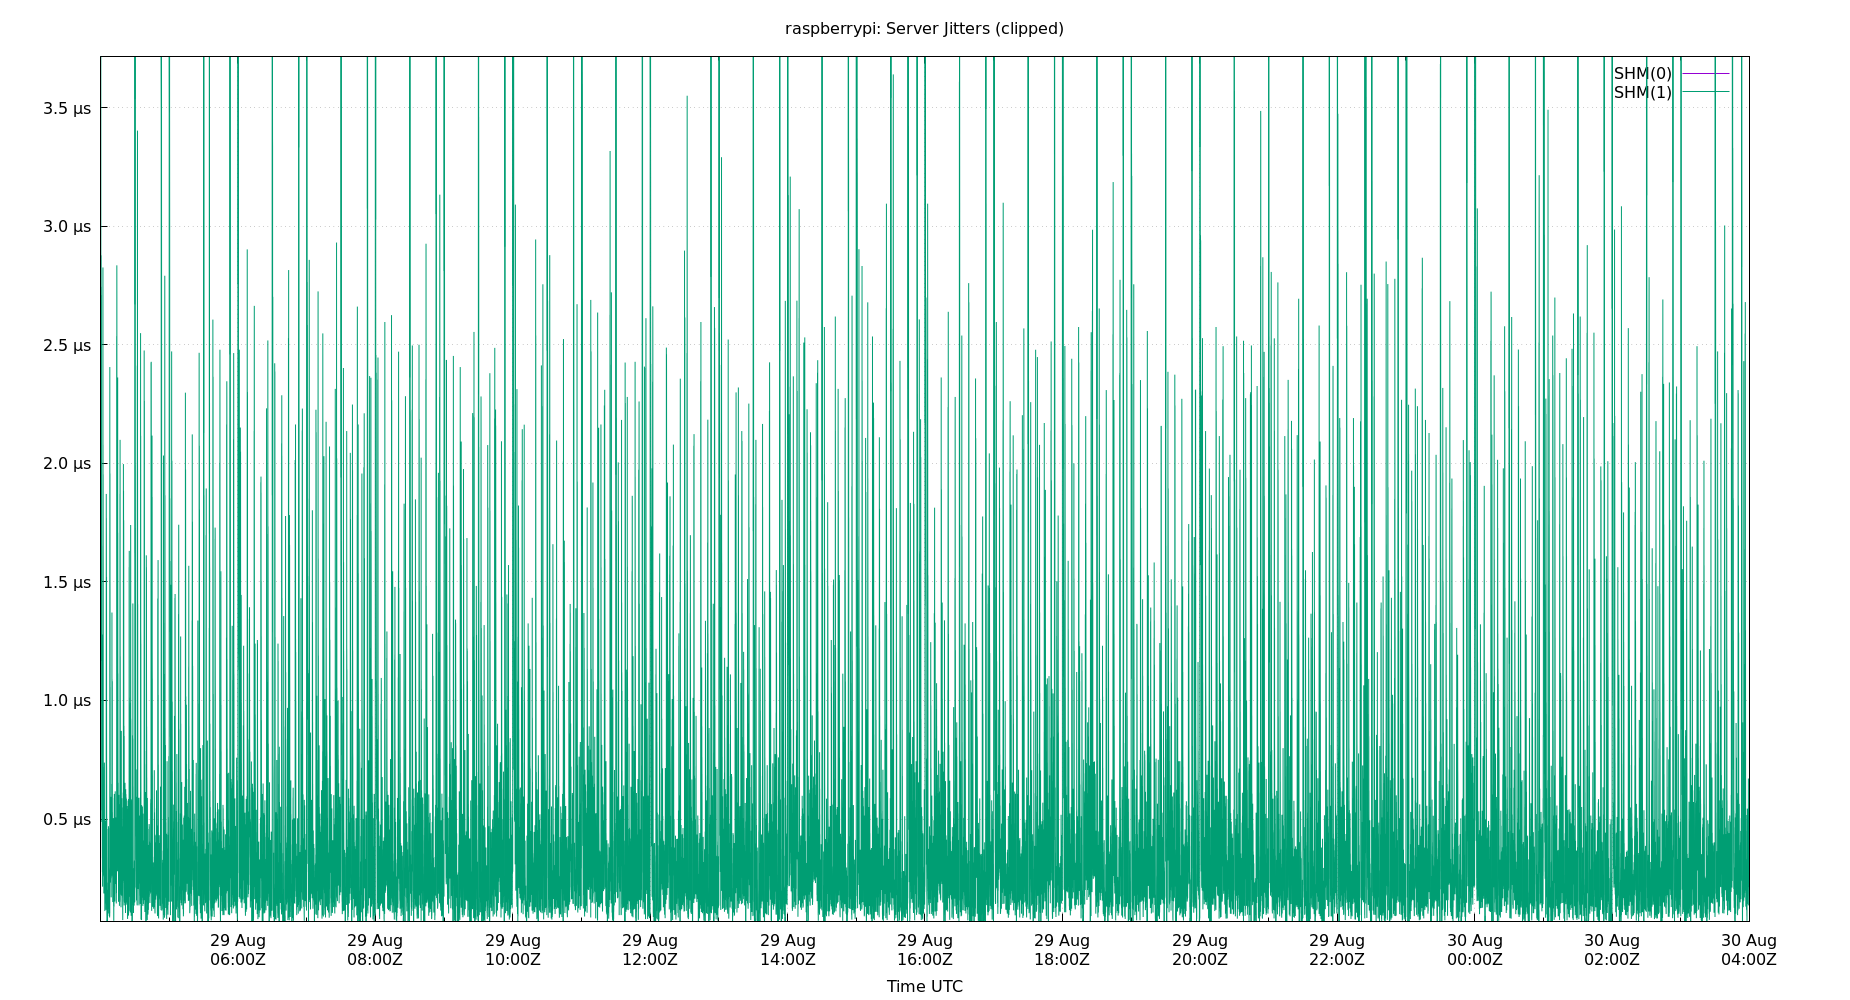 raspberrypi: Server Jitters (clipped)
SHM(0)
SHM(1)
3.5 µs
3.0 µs
2.5 µs
2.0 µs
1.5 µs
1.0 µs
0.5 µs
29 Aug 29 Aug 29 Aug 29 Aug 29 Aug 29 Aug 29 Aug 29 Aug 29 Aug 30 Aug 30 Aug 30 Aug
06:00Z 08:00Z 10:00Z 12:00Z 14:00Z 16:00Z 18:00Z 20:00Z 22:00Z 00:00Z 02:00Z 04:00Z
Time UTC